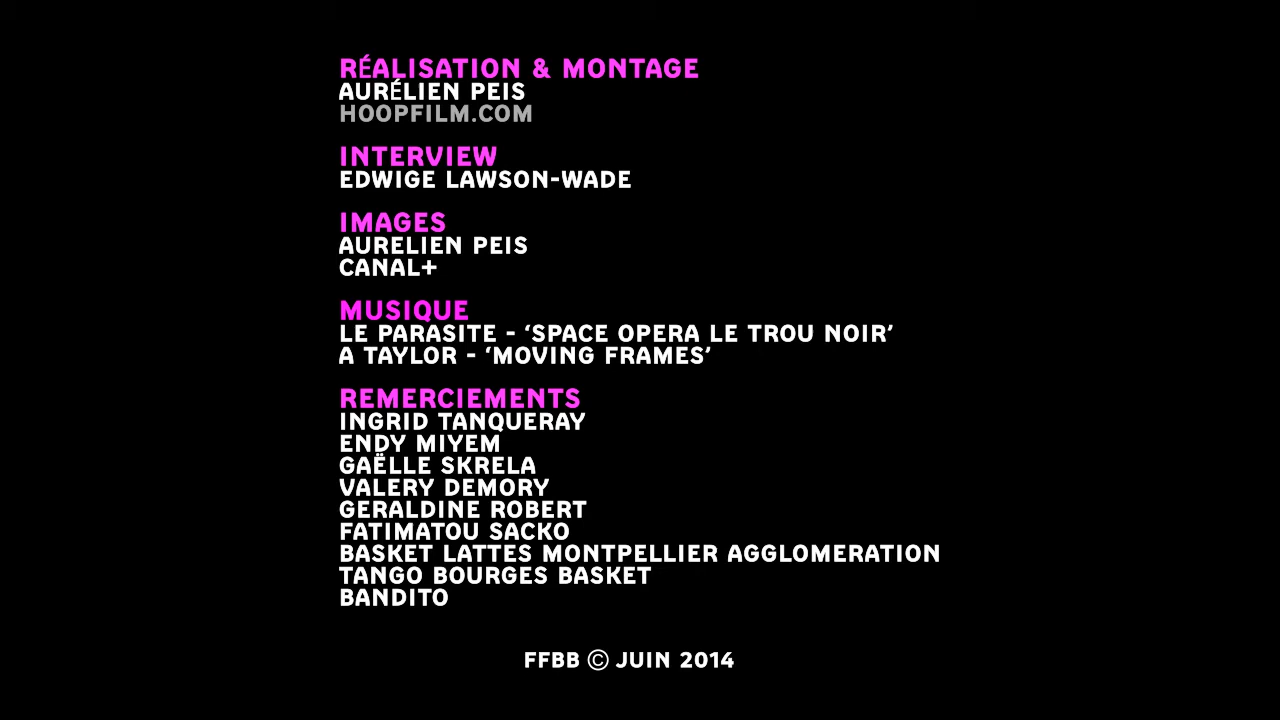 RÉALISATION & MONTAGE
AURÉLIEN PEIS
HOOPFILM.COM
INTERVIEW
EDWIGE LAWSON-WADE
IMAGES
AURELIEN PEIS
CANAL+
MUSIQUE
LE PARASITE - ‘SPACE OPERA LE TROU NOIR’
A TAYLOR - ‘MOVING FRAMES’
REMERCIEMENTS
INGRID TANQUERAY
ENDY MIYEM
GAËLLE SKRELA
VALERY DEMORY
GERALDINE ROBERT
FATIMATOU SACKO
BASKET LATTES MONTPELLIER AGGLOMERATION
TANGO BOURGES BASKET
BANDITO
FFBB © JUIN 2014